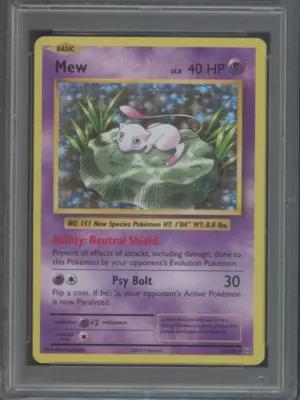 BASIC
Mew LV.8 40 HP
NO. 151 New Species Pokémon HT: 1'04" WT: 8.8 lbs.
Ability: Neutral Shield
Prevent all effects of attacks, including damage, done to
this Pokémon by your opponent's Evolution Pokémon.
Psy Bolt 30
Flip a coin. If heads, your opponent's Active Pokémon
is now Paralyzed.
weakness ×2 resistance
retreat